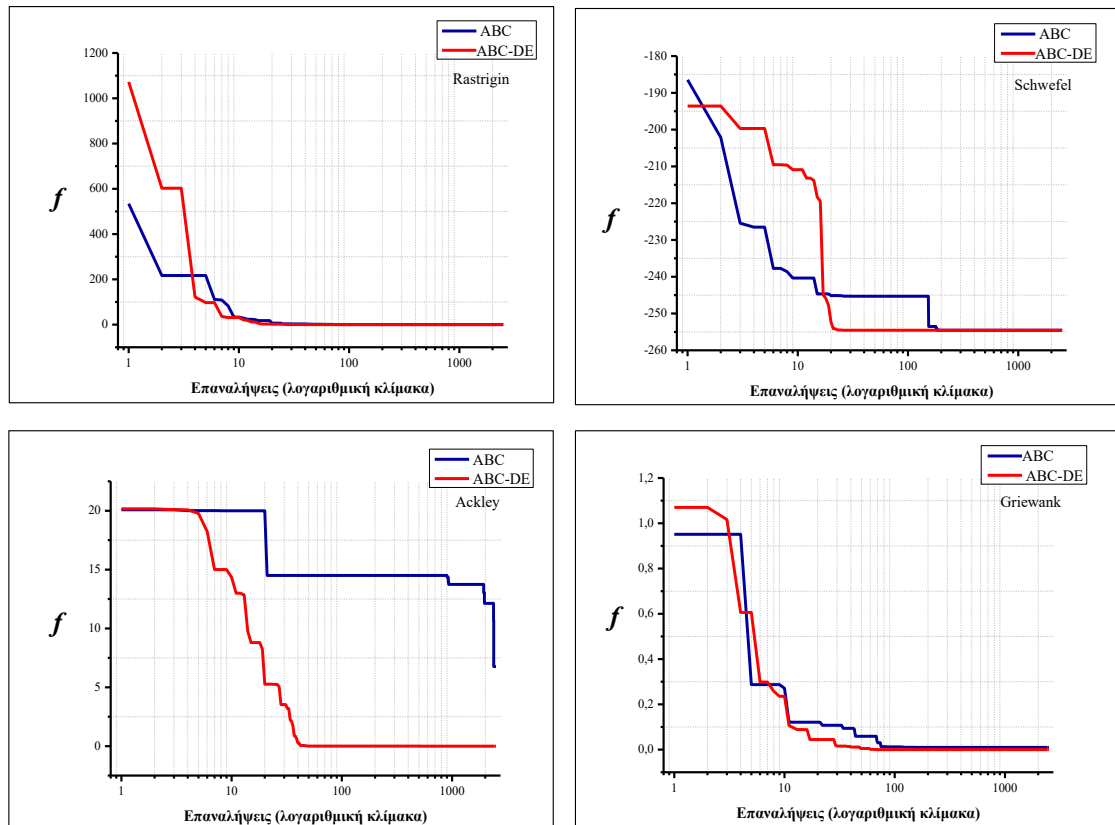 ABC
ABC-DE
Rastrigin
1200
1000
800
600
400
200
0
f
1 10 100 1000
Επαναλήψεις (λογαριθμική κλίμακα)
ABC
ABC-DE
Schwefel
-180
-190
-200
-210
-220
-230
-240
-250
-260
f
1 10 100 1000
Επαναλήψεις (λογαριθμική κλίμακα)
ABC
ABC-DE
Ackley
20
15
10
5
0
f
1 10 100 1000
Επαναλήψεις (λογαριθμική κλίμακα)
ABC
ABC-DE
Griewank
1,2
1,0
0,8
0,6
0,4
0,2
0,0
f
1 10 100 1000
Επαναλήψεις (λογαριθμική κλίμακα)